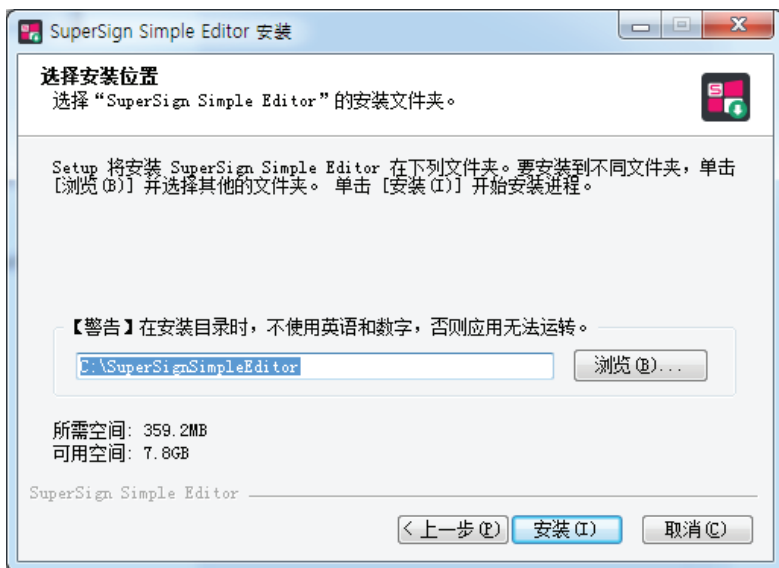 SuperSign Simple Editor 安装
选择安装位置
选择“SuperSign Simple Editor”的安装文件夹。
S
Setup 将安装 SuperSign Simple Editor 在下列文件夹。要安装到不同文件夹，单击
[浏览(B)] 并选择其他的文件夹。 单击 [安装(I)] 开始安装进程。
【警告】在安装目录时，不使用英语和数字，否则应用无法运转。
C:\SuperSignSimpleEditor
浏览(B)...
所需空间: 359.2MB
可用空间: 7.8GB
SuperSign Simple Editor
< 上一步(P)
安装(I)
取消(C)